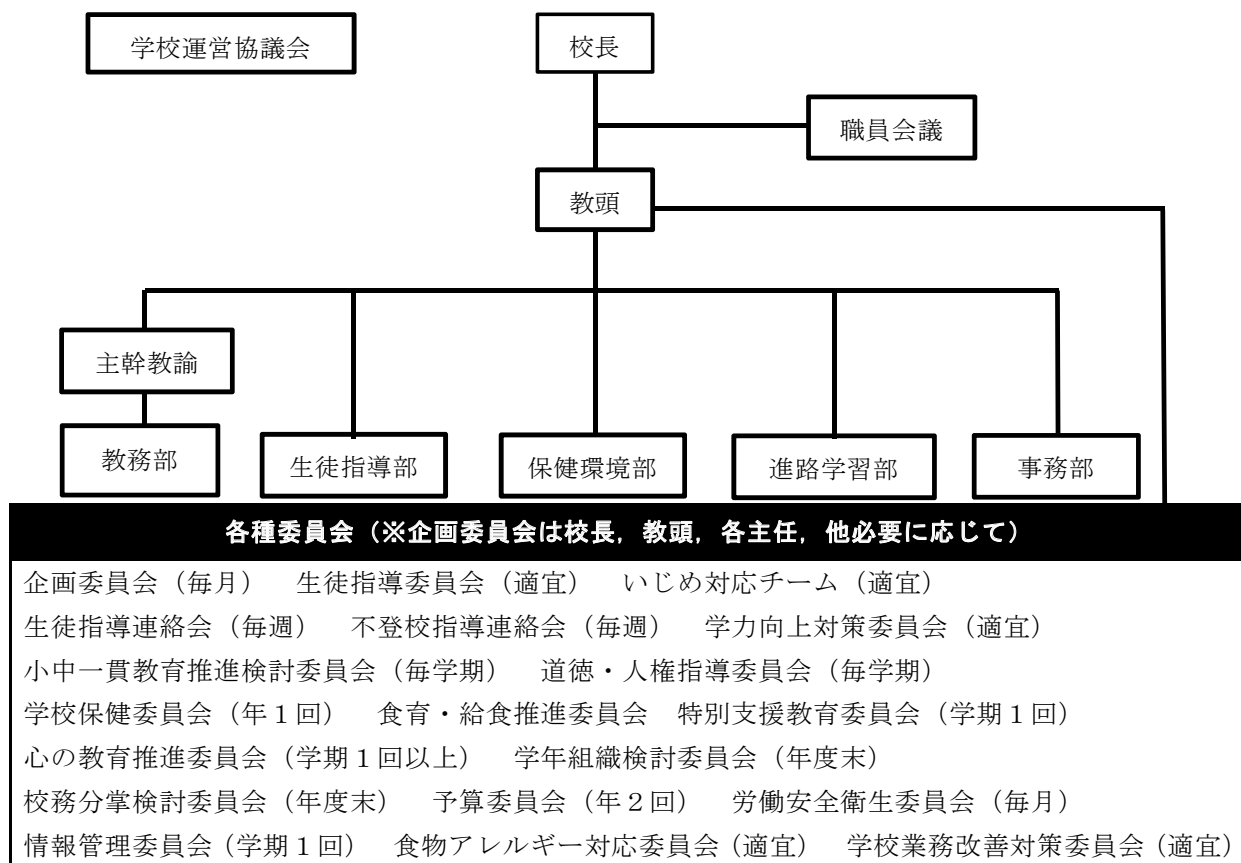 学校運営協議会
校長
職員会議
教頭
主幹教諭
教務部
生徒指導部
保健環境部
進路学習部
事務部
各種委員会（※企画委員会は校長，教頭，各主任，他必要に応じて）
企画委員会（毎月）　生徒指導委員会（適宜）　いじめ対応チーム（適宜）
生徒指導連絡会（毎週）　不登校指導連絡会（毎週）　学力向上対策委員会（適宜）
小中一貫教育推進検討委員会（毎学期）　道徳・人権指導委員会（毎学期）
学校保健委員会（年１回）　食育・給食推進委員会　特別支援教育委員会（学期１回）
心の教育推進委員会（学期１回以上）　学年組織検討委員会（年度末）
校務分掌検討委員会（年度末）　予算委員会（年２回）　労働安全衛生委員会（毎月）
情報管理委員会（学期１回）　食物アレルギー対応委員会（適宜）　学校業務改善対策委員会（適宜）